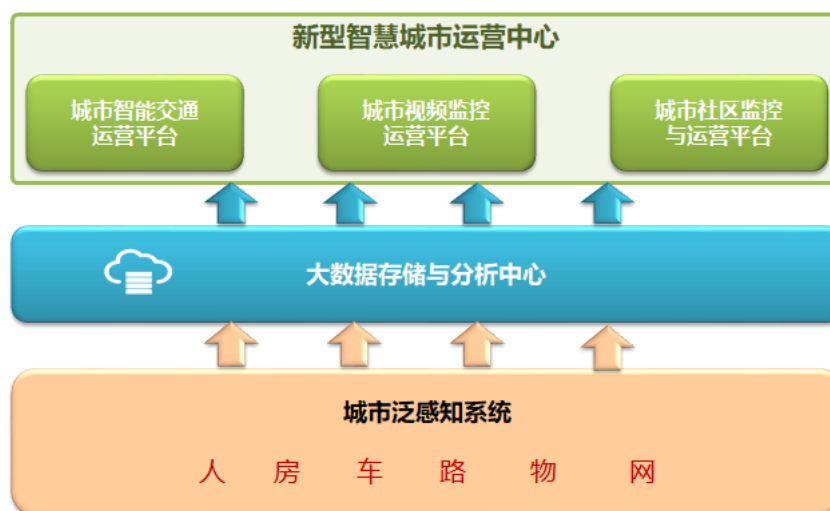 新型智慧城市运营中心
城市智能交通
运营平台
城市视频监控
运营平台
城市社区监控
与运营平台
大数据存储与分析中心
城市泛感知系统
人 房 车 路 物 网